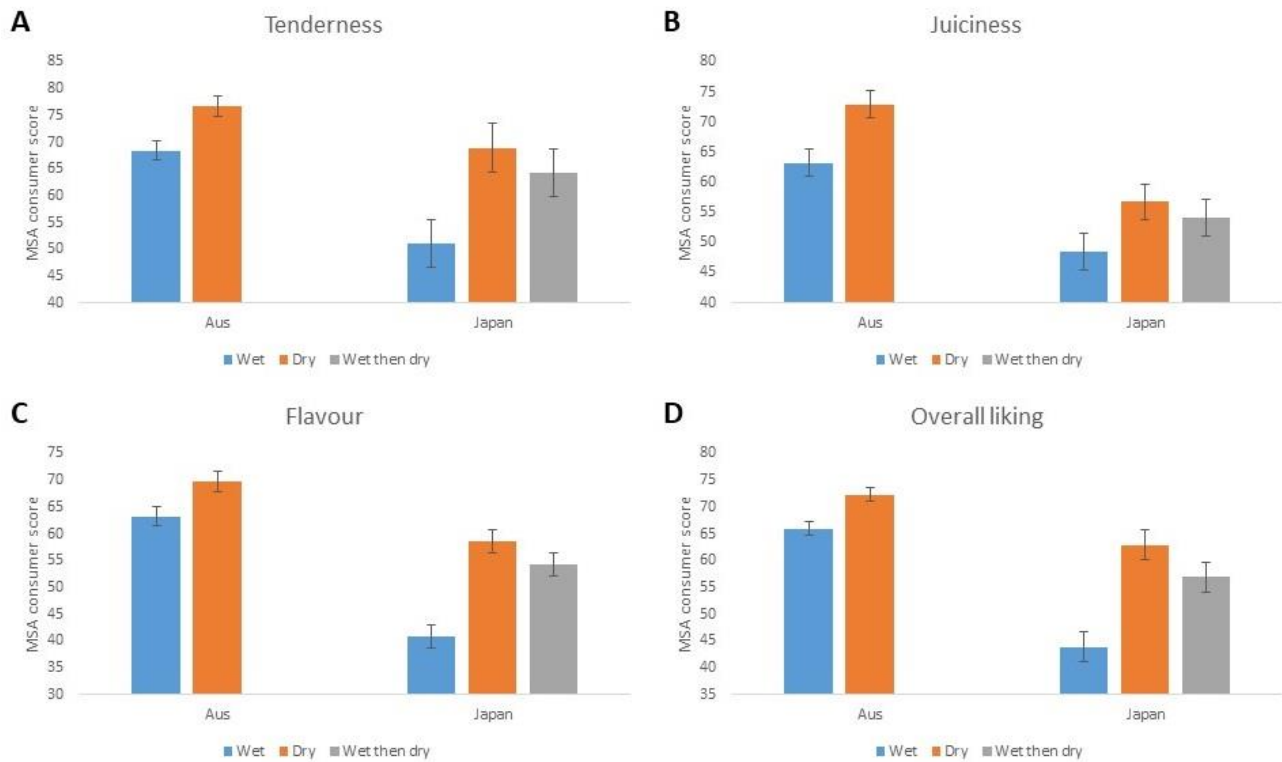 A
Tenderness
MSA consumer score
85
80
75
70
65
60
55
50
45
40
Aus
Japan
Wet Dry Wet then dry
B
Juiciness
MSA consumer score
80
75
70
65
60
55
50
45
40
Aus
Japan
Wet Dry Wet then dry
C
Flavour
MSA consumer score
75
70
65
60
55
50
45
40
35
30
Aus
Japan
Wet Dry Wet then dry
D
Overall liking
MSA consumer score
80
75
70
65
60
55
50
45
40
35
Aus
Japan
Wet Dry Wet then dry